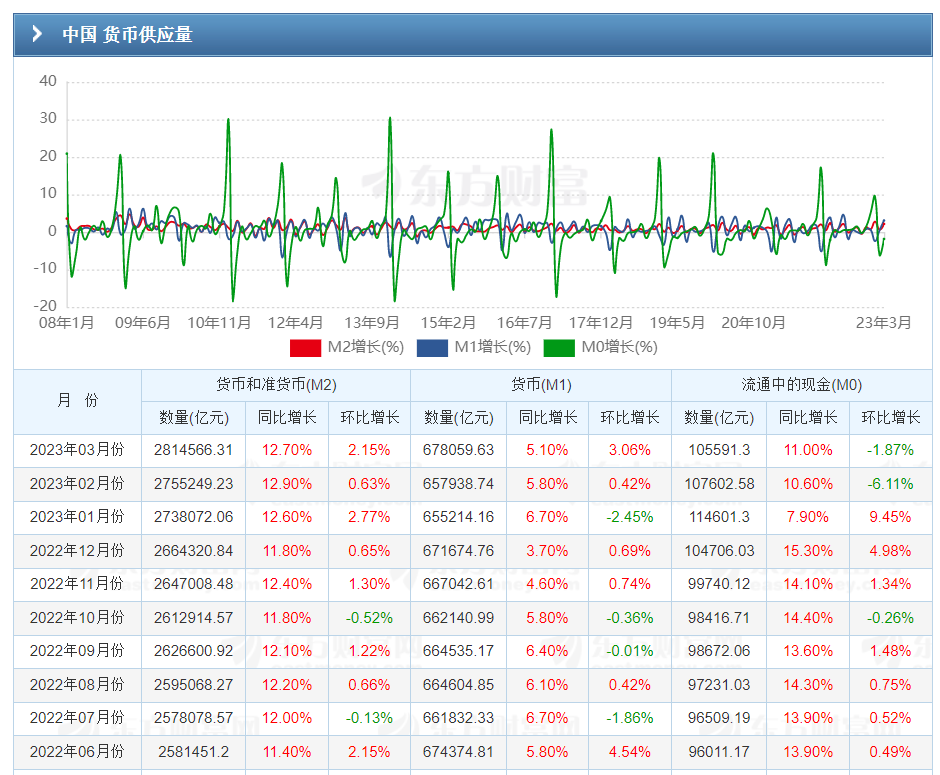 中国 货币供应量
40
30
20
10
0
-10
-20
08年1月 09年6月 10年11月 12年4月 13年9月 15年2月 16年7月 17年12月 19年5月 20年10月 23年3月
M2增长(%) M1增长(%) M0增长(%)
东方财富
月 份 货币和准货币(M2) 货币(M1) 流通中的现金(M0)
数量(亿元) 同比增长 环比增长 数量(亿元) 同比增长 环比增长 数量(亿元) 同比增长 环比增长
2023年03月份 2814566.31 12.70% 2.15% 678059.63 5.10% 3.06% 105591.3 11.00% -1.87%
2023年02月份 2755249.23 12.90% 0.63% 657938.74 5.80% 0.42% 107602.58 10.60% -6.11%
2023年01月份 2738072.06 12.60% 2.77% 655214.16 6.70% -2.45% 114601.3 7.90% 9.45%
2022年12月份 2664320.84 11.80% 0.65% 671674.76 3.70% 0.69% 104706.03 15.30% 4.98%
2022年11月份 2647008.48 12.40% 1.30% 667042.61 4.60% 0.74% 99740.12 14.10% 1.34%
2022年10月份 2612914.57 11.80% -0.52% 662140.99 5.80% -0.36% 98416.71 14.40% -0.26%
2022年09月份 2626600.92 12.10% 1.22% 664535.17 6.40% -0.01% 98672.06 13.60% 1.48%
2022年08月份 2595068.27 12.20% 0.66% 664604.85 6.10% 0.42% 97231.03 14.30% 0.75%
2022年07月份 2578078.57 12.00% -0.13% 661832.33 6.70% -1.86% 96509.19 13.90% 0.52%
2022年06月份 2581451.2 11.40% 2.15% 674374.81 5.80% 4.54% 96011.17 13.90% 0.49%